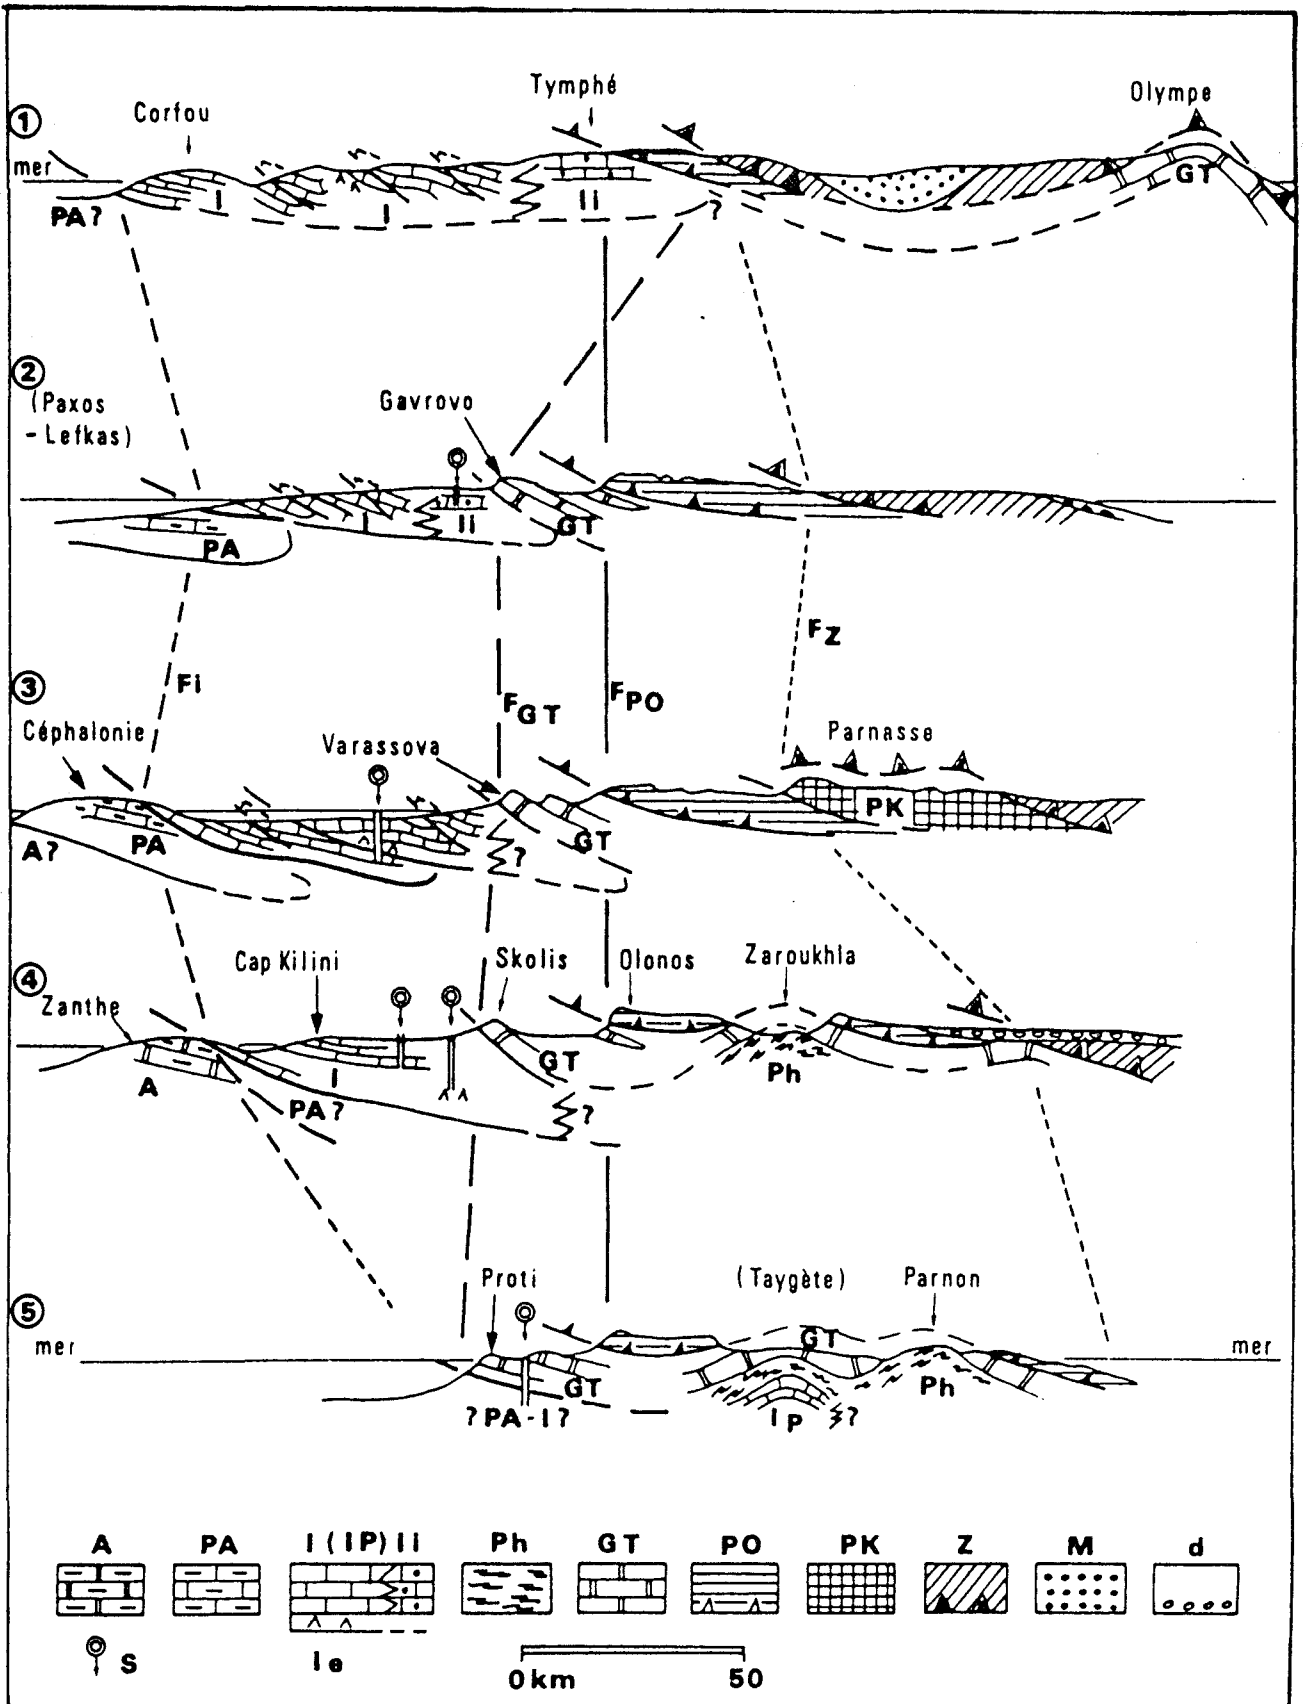 Tymphé
Olympe
Corfou
1
mer
PA?
I
I
Ii
?
GT
2
(Paxos
-Lefkas)
Gavrovo
I
Ii
GT
PA
Fz
3
Fi
FGT
FPO
Céphalonie
Varassova
Parnasse
PK
A?
PA
?
GT
4
Cap Kilini
Skolis
Olonos
Zaroukhla
Zanthe
GT
Ph
A
I
PA?
?
5
Proti
(Taygète)
Parnon
mer
GT
mer
GT
Ph
?PA-I?
IP
?
A PA I(IP)Ii Ph GT PO PK Z M d
S
Ie
0km 50